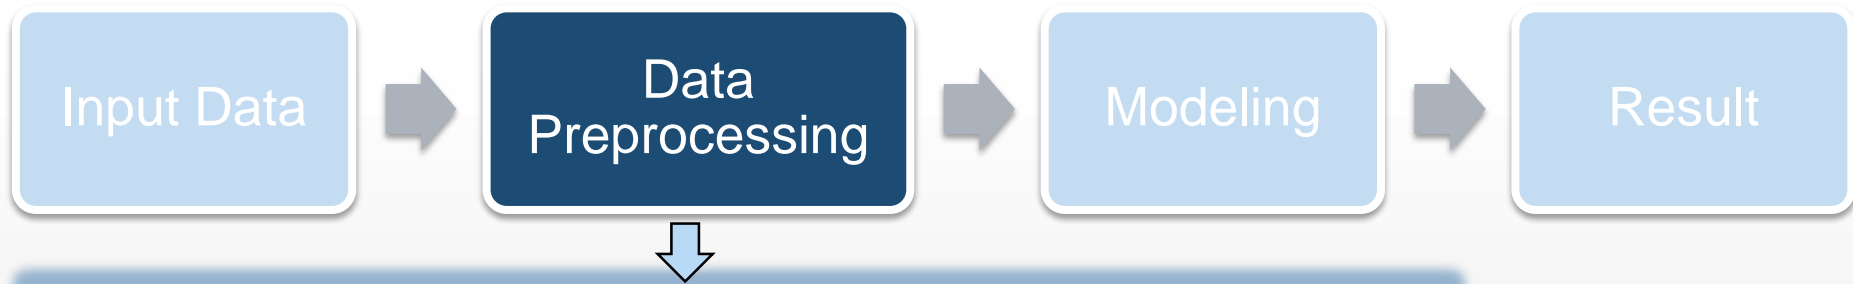 Input Data
Data
Preprocessing
Modeling
Result